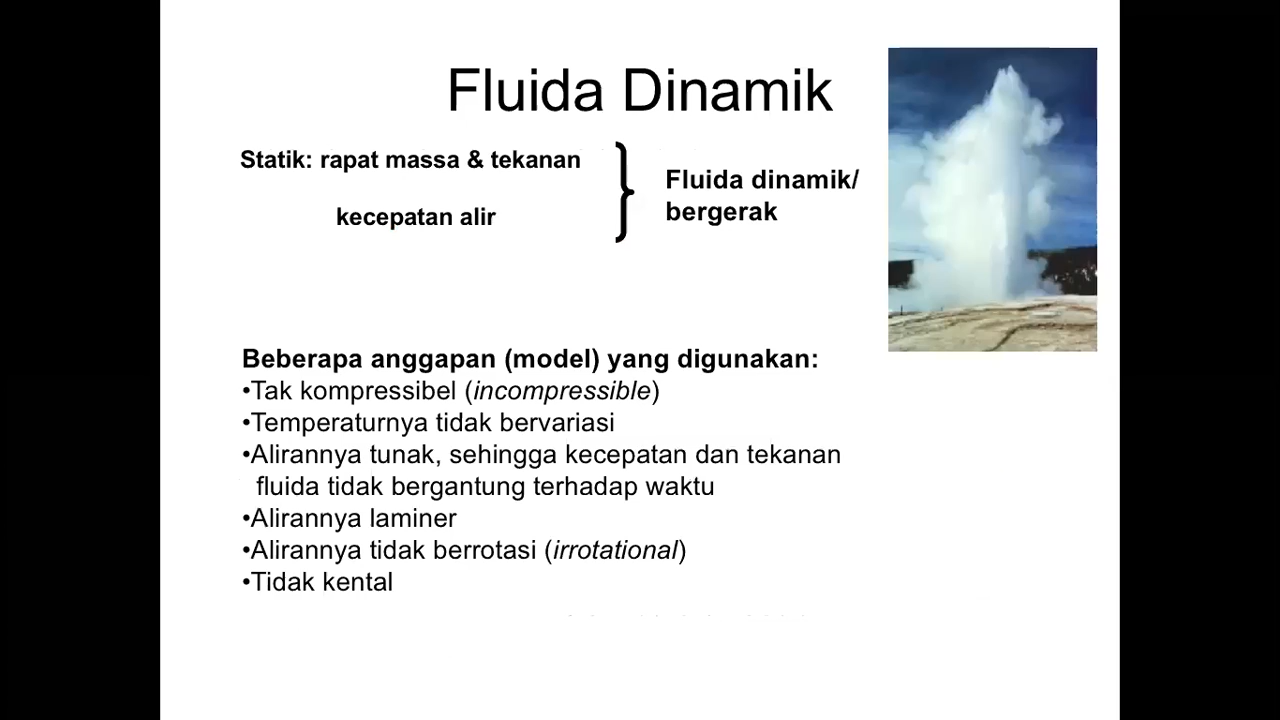 Fluida Dinamik
Statik: rapat massa & tekanan
kecepatan alir
Fluida dinamik/
bergerak
Beberapa anggapan (model) yang digunakan:
•Tak kompressibel (incompressible)
•Temperaturnya tidak bervariasi
•Alirannya tunak, sehingga kecepatan dan tekanan
fluida tidak bergantung terhadap waktu
•Alirannya laminer
•Alirannya tidak berrotasi (irrotational)
•Tidak kental